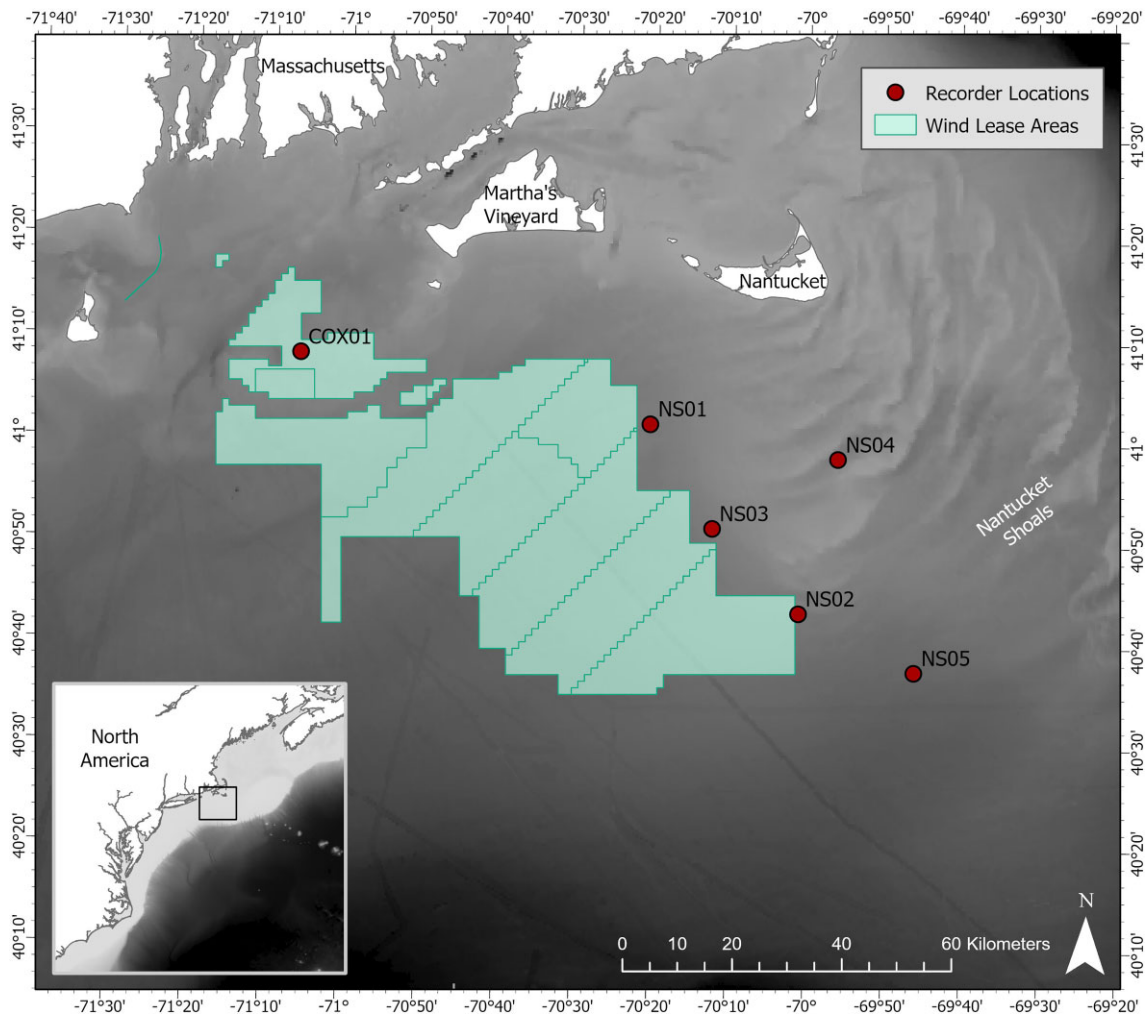 -71°40' -71°30' -71°20' -71°10' -71° -70°50' -70°40' -70°30' -70°20' -70°10' -70° -69°50' -69°40' -69°30' -69°20'
Massachusetts
Recorder Locations
Wind Lease Areas
41°30'
41°30'
Martha's
Vineyard
41°20'
41°20'
Nantucket
41°10'
COX01
41°10'
NS01
41°
NS04
41°
Nantucket
Shoals
NS03
40°50'
40°50'
NS02
40°40'
NS05
40°40'
North
America
40°30'
40°30'
40°20'
40°20'
N
40°10'
0 10 20 40 60 Kilometers
40°10'
-71°30' -71°20' -71°10' -71° -70°50' -70°40' -70°30' -70°20' -70°10' -70° -69°50' -69°40' -69°30' -69°20'